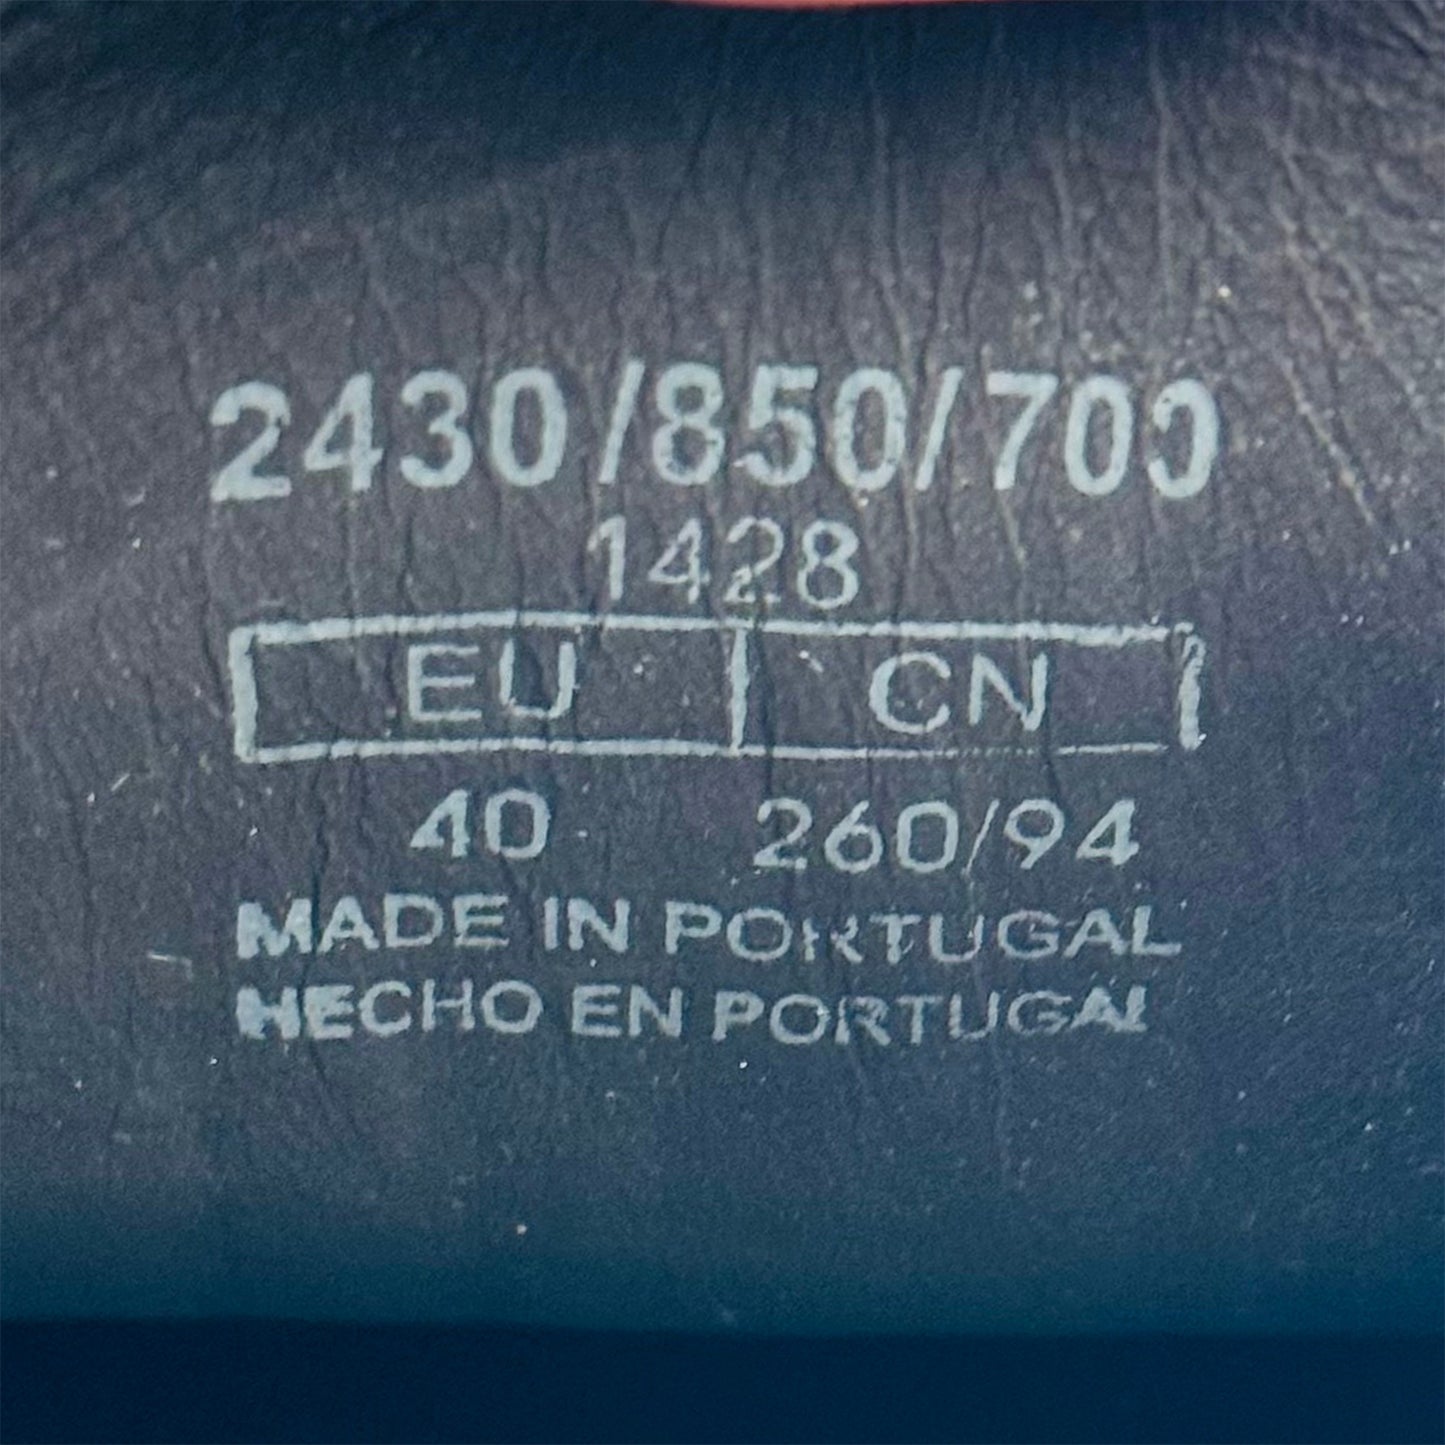 2430/850/700
1428
EU CN
40 260/94
MADE IN PORTUGAL
HECHO EN PORTUGAL